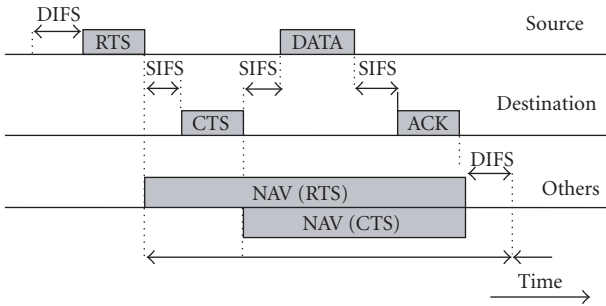 DIFS
Source
RTS
DATA
SIFS
SIFS
SIFS
Destination
CTS
ACK
DIFS
Others
NAV (RTS)
NAV (CTS)
Time